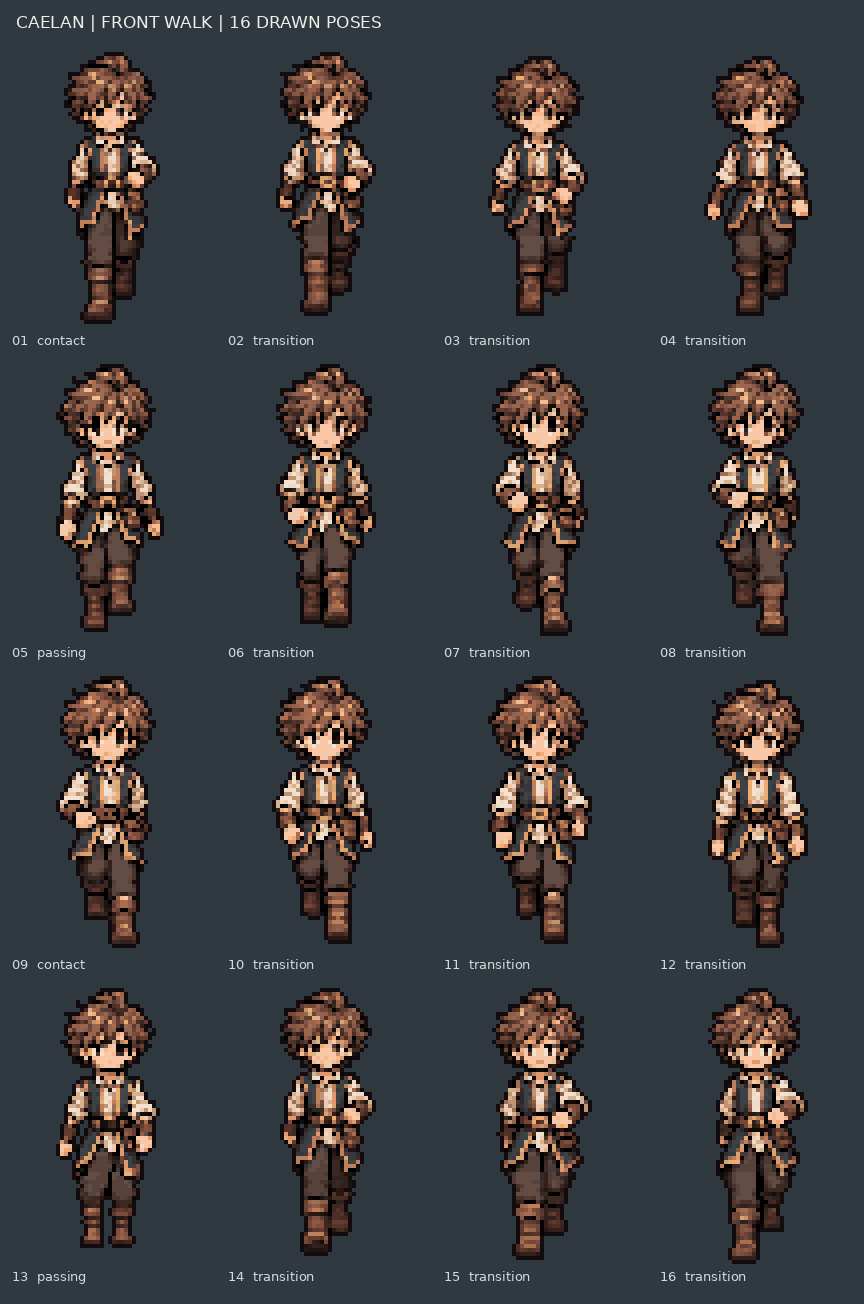 CAELAN | FRONT WALK | 16 DRAWN POSES
01 contact
02 transition
03 transition
04 transition
05 passing
06 transition
07 transition
08 transition
09 contact
10 transition
11 transition
12 transition
13 passing
14 transition
15 transition
16 transition